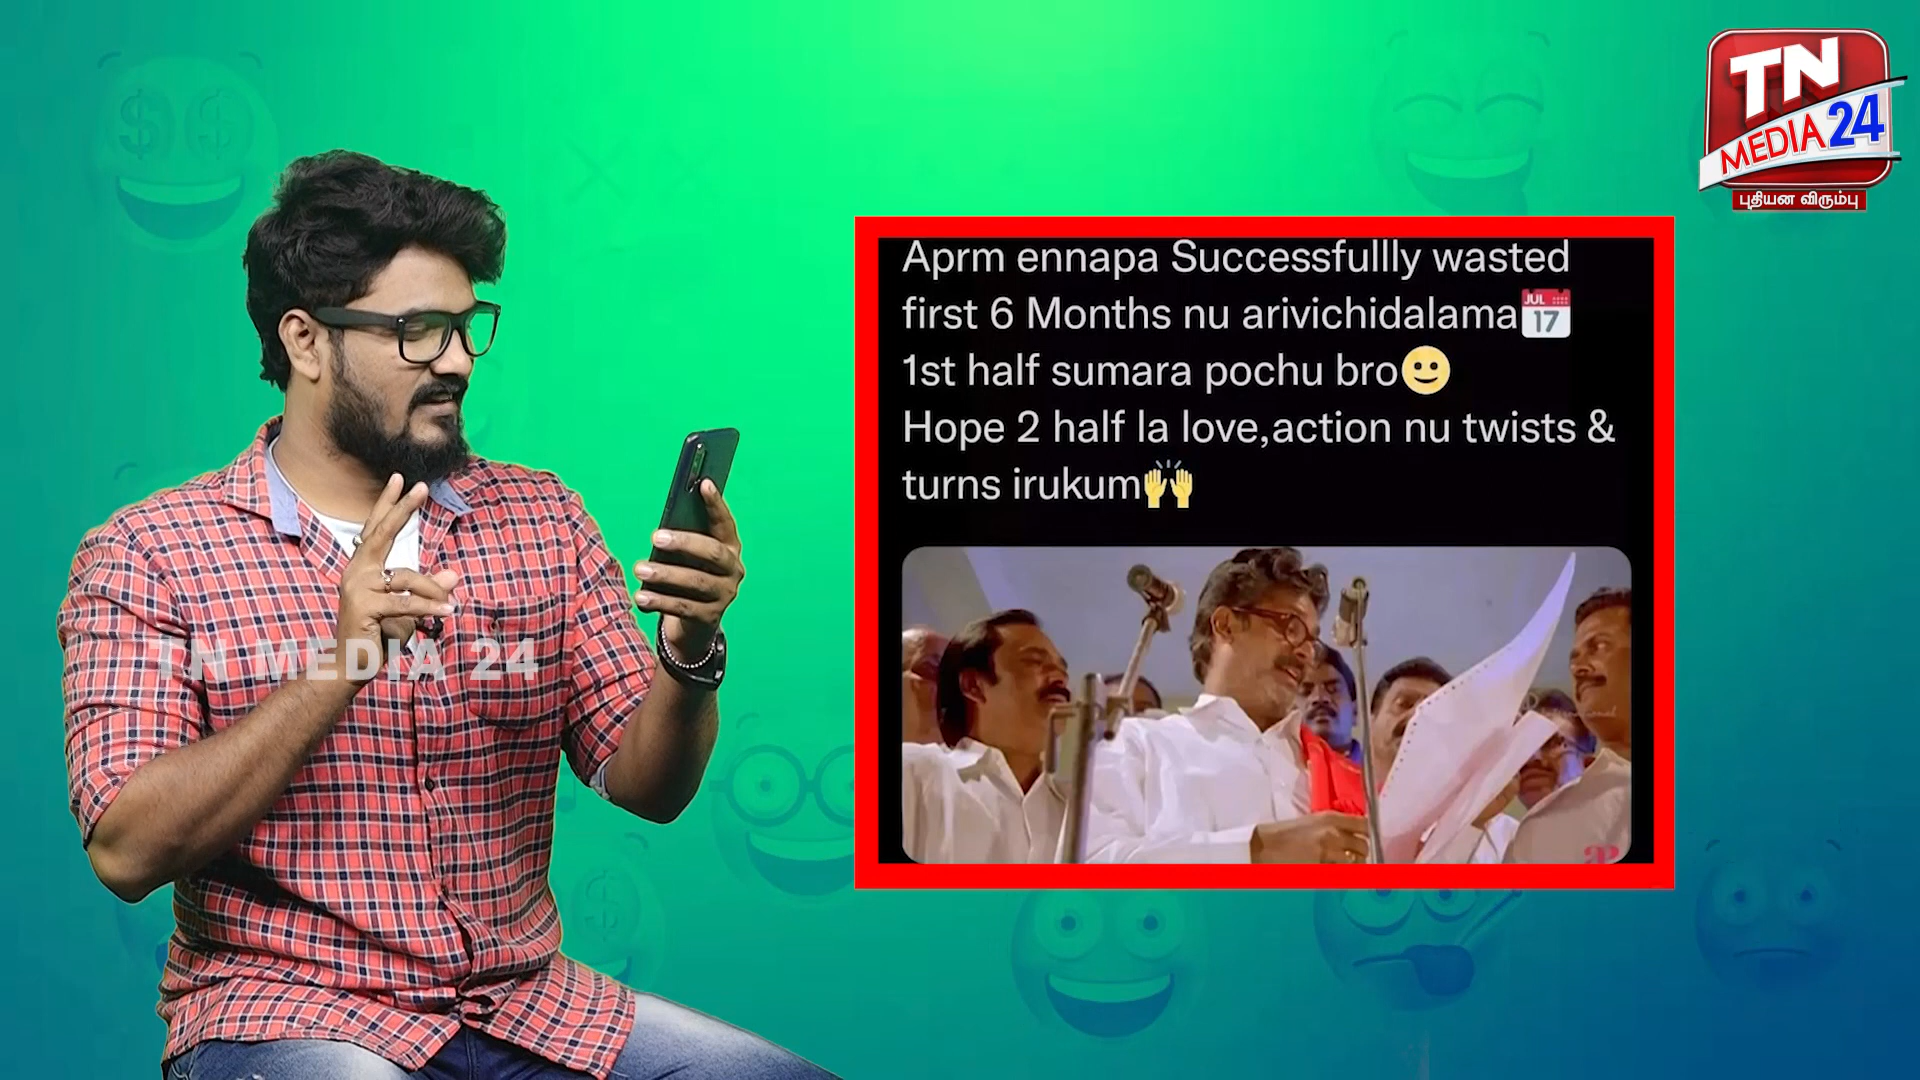 TN
MEDIA 24
புதியன விரும்பு
Aprm ennapa Successfullly wasted
first 6 Months nu arivichidalama
JUL
17
1st half sumara pochu bro
Hope 2 half la love,action nu twists &
turns irukum
TN MEDIA 24